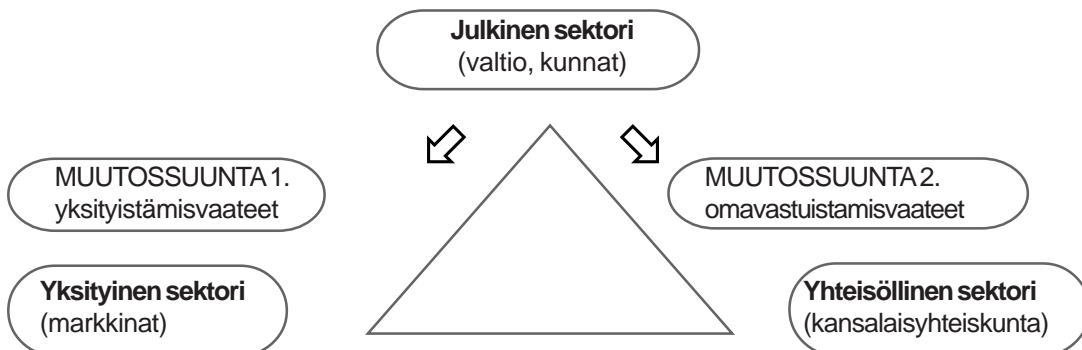 Julkinen sektori
(valtio, kunnat)
MUUTOSSUUNTA 1.
yksityistämisvaateet
MUUTOSSUUNTA 2.
omavastuistamisvaateet
Yksityinen sektori
(markkinat)
Yhteisöllinen sektori
(kansalaisyhteiskunta)